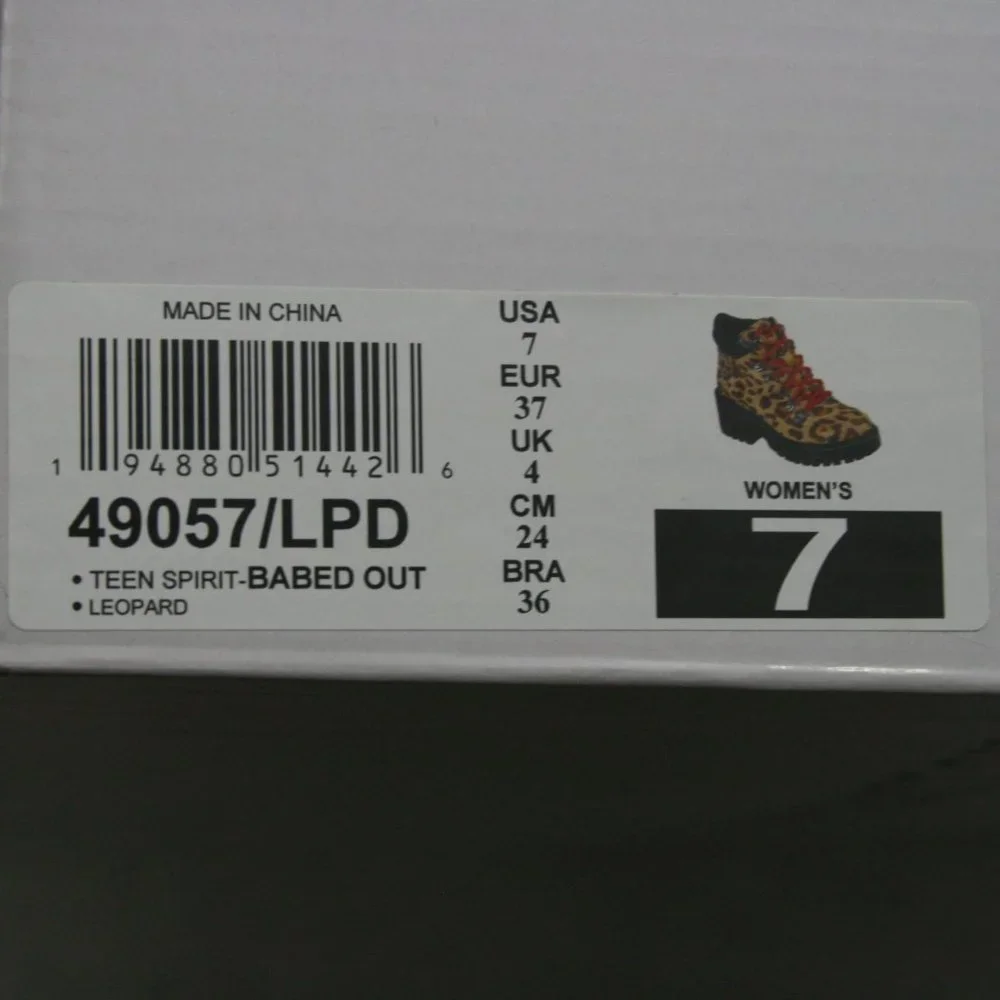 MADE IN CHINA
1 94880 51442 6
49057/LPD
• TEEN SPIRIT-BABED OUT
• LEOPARD
USA
7
EUR
37
UK
4
CM
24
BRA
36
WOMEN'S
7